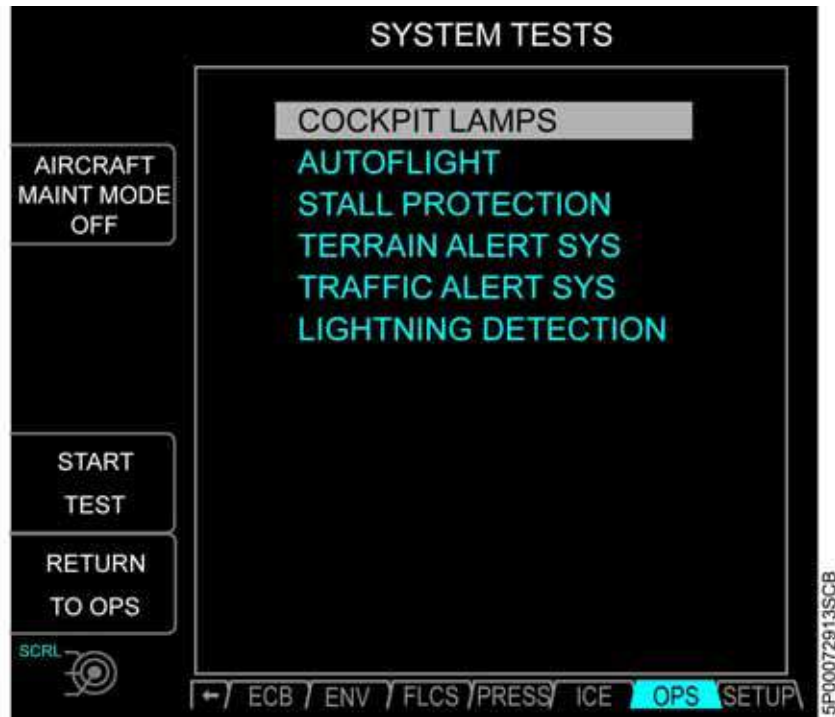 SYSTEM TESTS
COCKPIT LAMPS
AUTOFLIGHT
STALL PROTECTION
TERRAIN ALERT SYS
TRAFFIC ALERT SYS
LIGHTNING DETECTION
AIRCRAFT
MAINT MODE
OFF
START
TEST
RETURN
TO OPS
SCRL
ECB ENV FLCS PRESS ICE OPS SETUP
5P00072913SCB